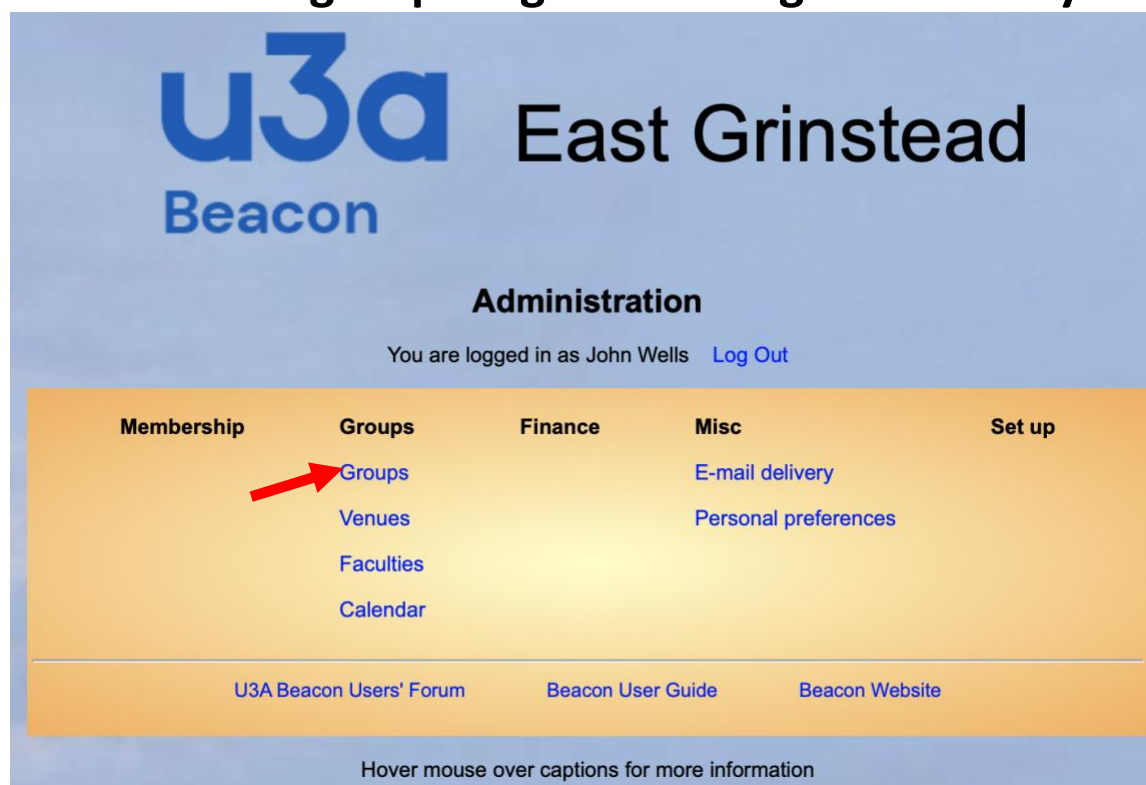 u3a East Grinstead
Beacon
Administration
You are logged in as John Wells Log Out
Membership Groups Finance Misc Set up
Groups E-mail delivery
Venues Personal preferences
Faculties
Calendar
U3A Beacon Users' Forum Beacon User Guide Beacon Website
Hover mouse over captions for more information